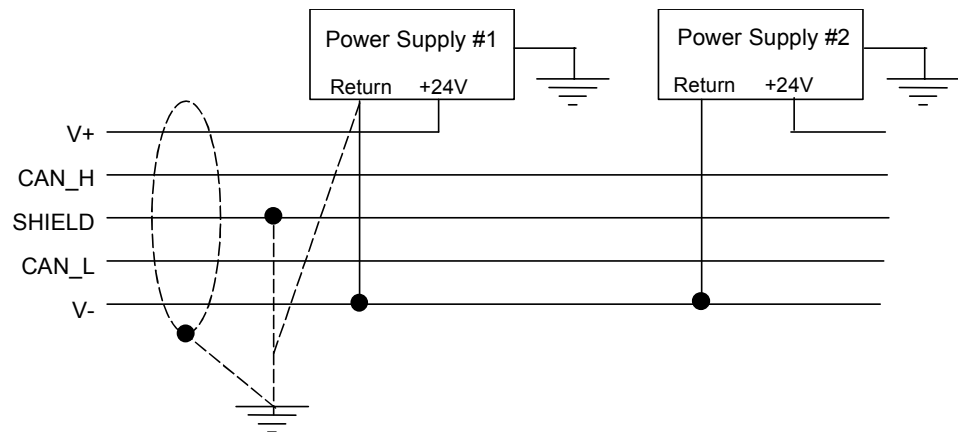 Power Supply #1
Return +24V
Power Supply #2
Return +24V
V+
CAN_H
SHIELD
CAN_L
V-